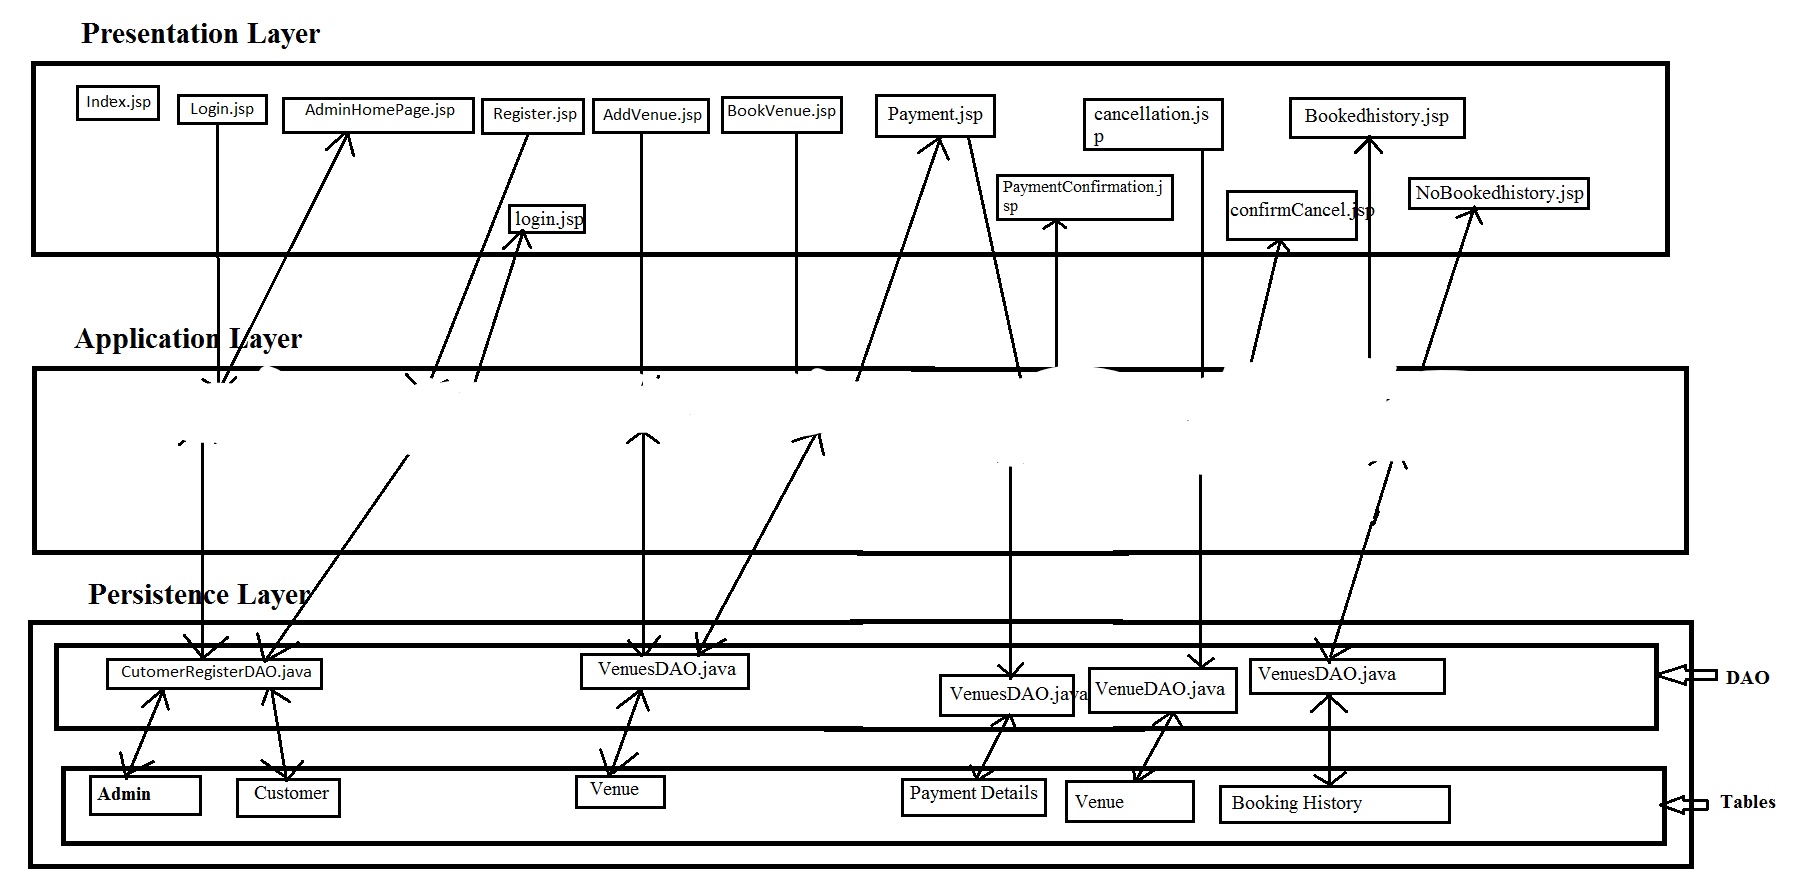 Presentation Layer
Index.jsp
Login.jsp
AdminHomePage.jsp
Register.jsp
AddVenue.jsp
BookVenue.jsp
Payment.jsp
cancellation.js
p
Bookedhistory.jsp
login.jsp
PaymentConfirmation.j
sp
confirmCancel.jsp
NoBookedhistory.jsp
Application Layer
Persistence Layer
CutomerRegisterDAO.java
VenuesDAO.java
VenuesDAO.java
VenueDAO.java
VenuesDAO.java
DAO
Admin
Customer
Venue
Payment Details
Venue
Booking History
Tables